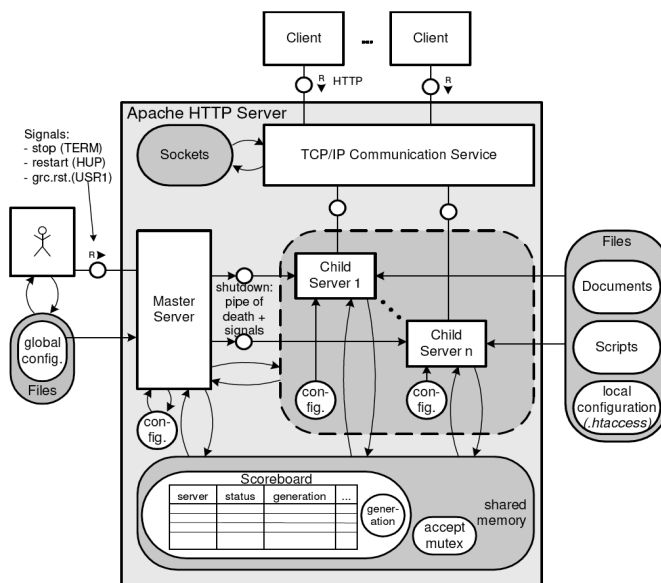 Client
...
Client
R
HTTP
R
Apache HTTP Server
Signals:
- stop (TERM)
- restart (HUP)
- grc.rst.(USR1)
Sockets
TCP/IP Communication Service
R
Master
Server
shutdown:
pipe of
death +
signals
Child
Server 1
Child
Server n
Files
Documents
Scripts
local
configuration
(.htaccess)
global
config.
Files
con-
fig.
con-
fig.
con-
fig.
Scoreboard
server status generation ...
gener-
ation
shared
memory
accept
mutex